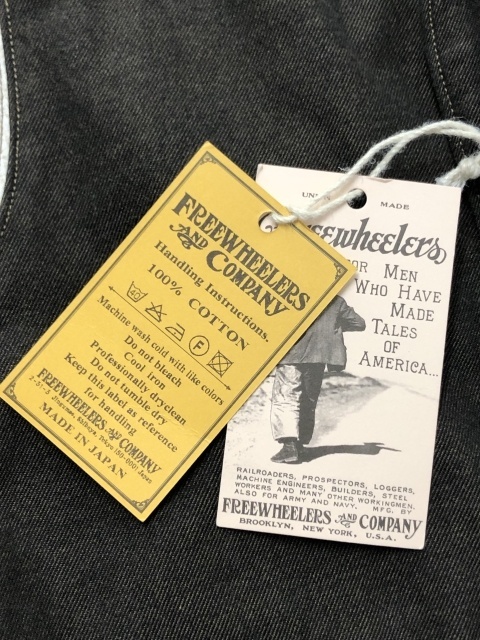 FREEWHEELERS
AND COMPANY
Handling Instructions.
100% COTTON
40
F
Machine wash cold with like colors
Do not bleach
Cool iron
Professionally dryclean
Do not tumble dry
Keep this label as reference
for handling
FREEWHEELERS AND COMPANY
MADE IN JAPAN
MADE
Freewheelers
FOR MEN
WHO HAVE
MADE
TALES
OF
AMERICA...
RAILROADERS, PROSPECTORS, LOGGERS,
MACHINE ENGINEERS, BUILDERS, STEEL
WORKERS AND MANY OTHER WORKINGMEN.
ALSO FOR ARMY AND NAVY. MFG. BY
FREEWHEELERS AND COMPANY
BROOKLYN, NEW YORK, U.S.A.